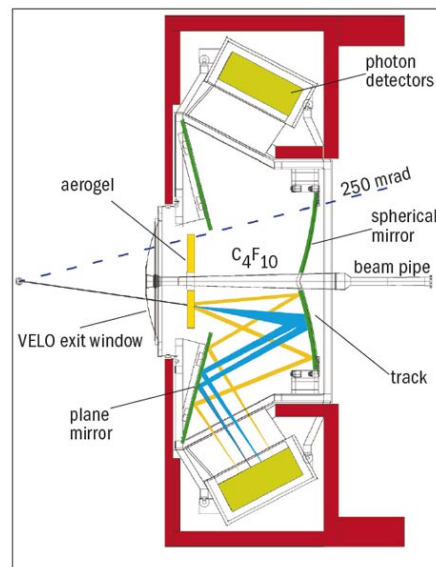 photon
detectors
aerogel
250 mrad
C₄F₁₀
spherical
mirror
beam pipe
VELO exit window
track
plane
mirror